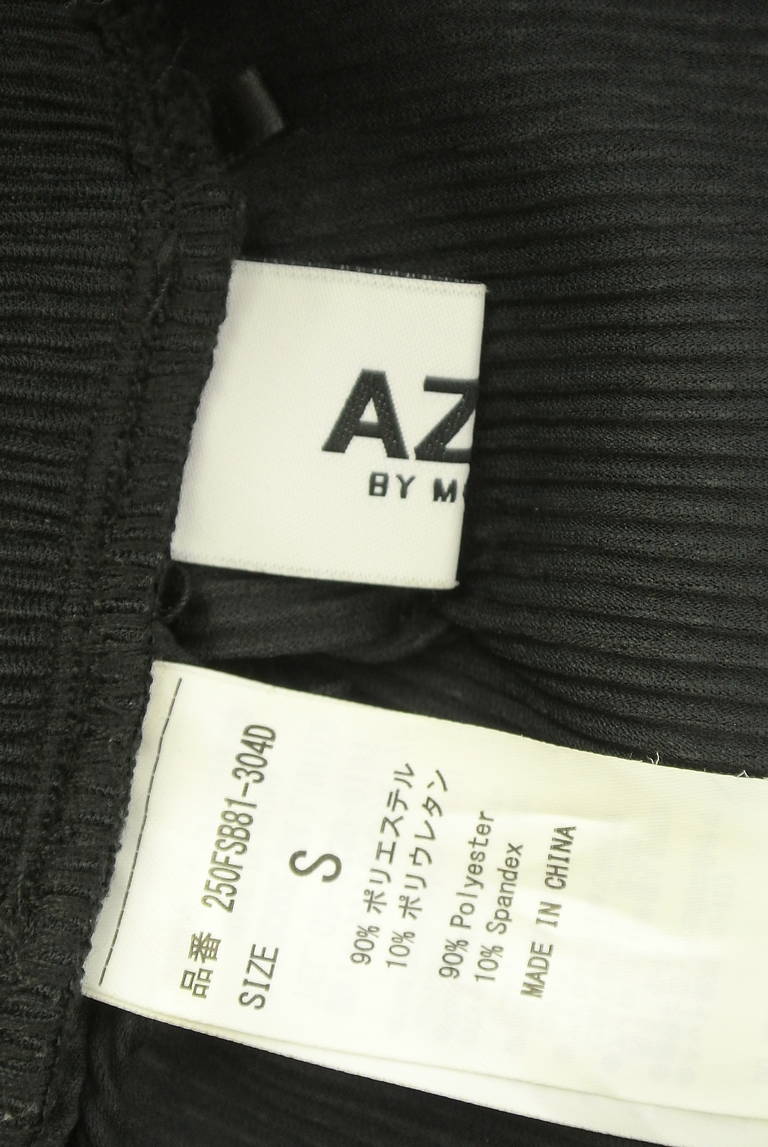 AZ
BY M
品番 250FSB81-304D
SIZE S
90% ポリエステル
10% ポリウレタン
90% Polyester
10% Spandex
MADE IN CHINA